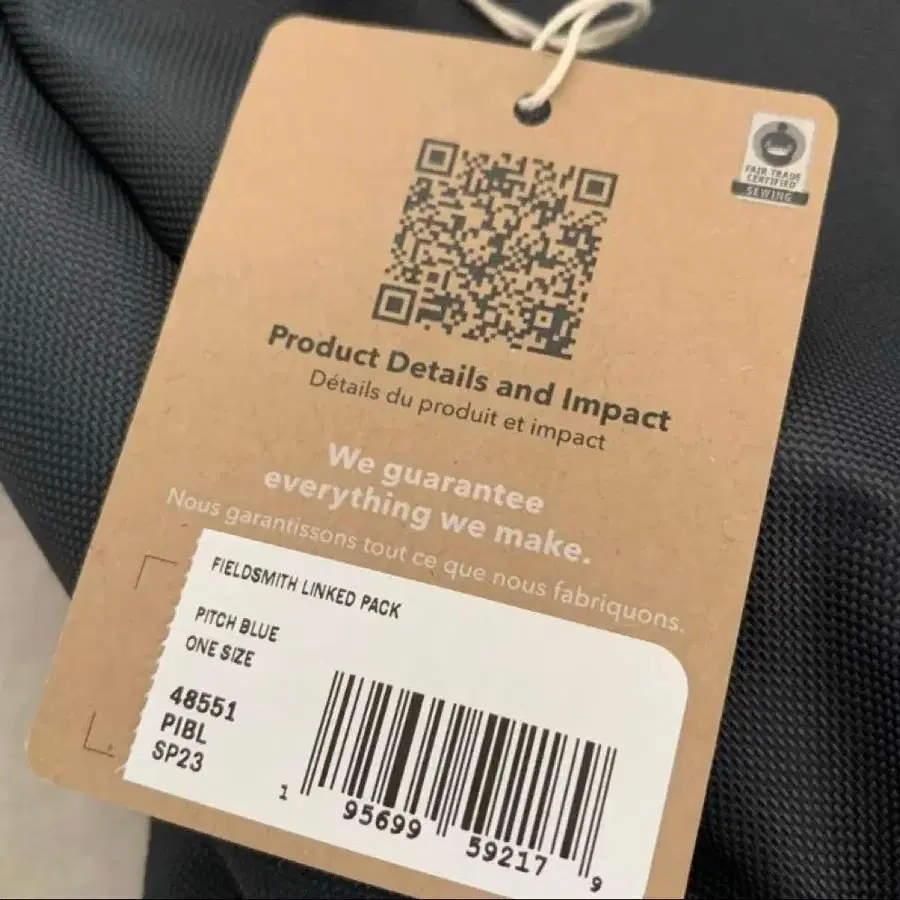 FAIR TRADE
CERTIFIED
SEWING
Product Details and Impact
Détails du produit et impact
We guarantee
everything we make.
Nous garantissons tout ce que nous fabriquons.
FIELDSMITH LINKED PACK
PITCH BLUE
ONE SIZE
48551
PIBL
SP23
1 95699 59217 9